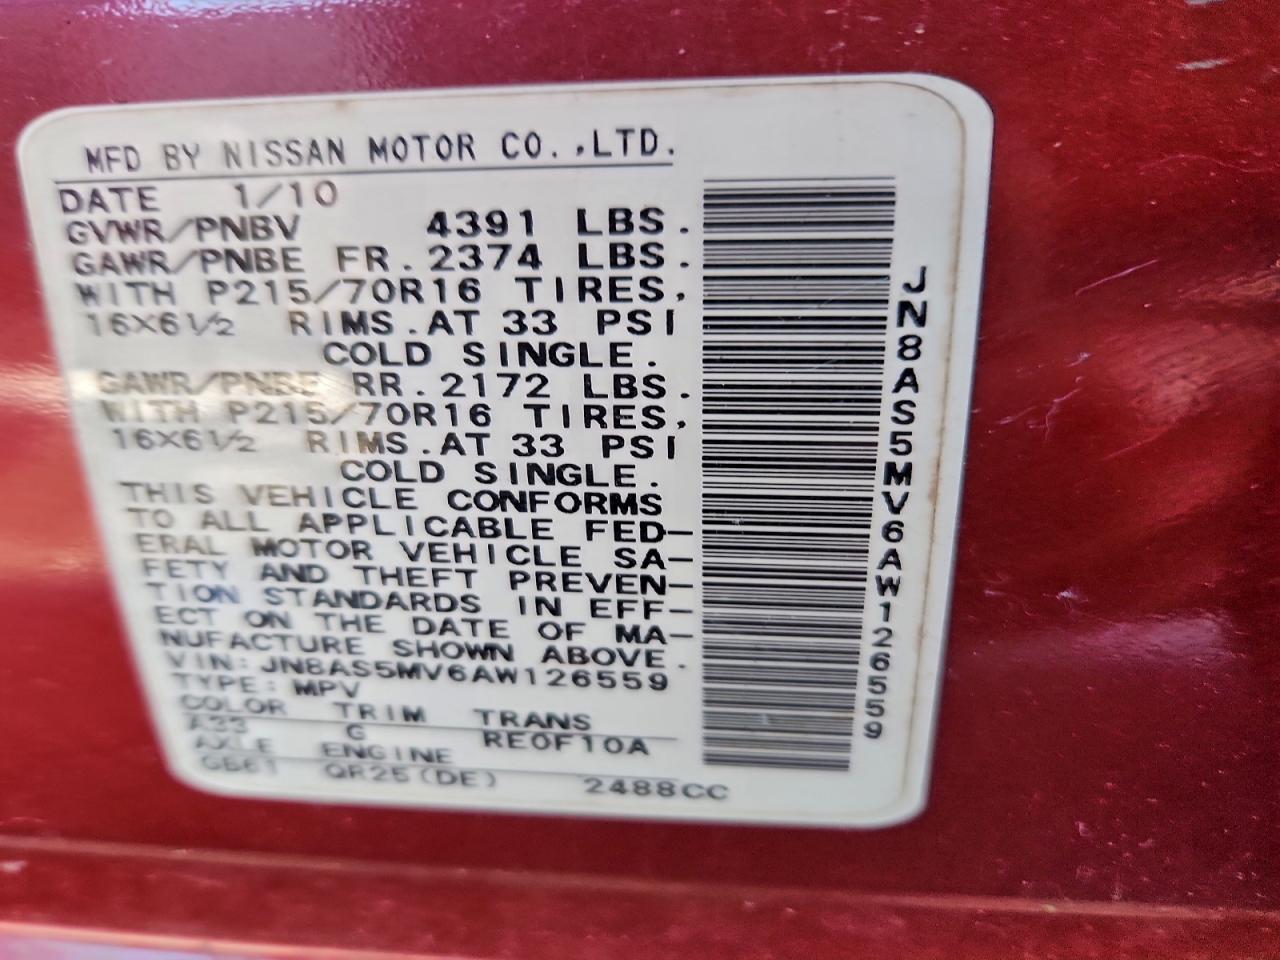 MFD BY NISSAN MOTOR CO.,LTD.
DATE 1/10
GVWR/PNBV 4391 LBS.
GAWR/PNBE FR. 2374 LBS.
WITH P215/70R16 TIRES,
16X6½ RIMS. AT 33 PSI
COLD SINGLE.
GAWR/PNBE RR. 2172 LBS.
WITH P215/70R16 TIRES,
16X6½ RIMS. AT 33 PSI
COLD SINGLE.
THIS VEHICLE CONFORMS
TO ALL APPLICABLE FED-
ERAL MOTOR VEHICLE SA-
FETY AND THEFT PREVEN-
TION STANDARDS IN EFF-
ECT ON THE DATE OF MA-
NUFACTURE SHOWN ABOVE.
VIN: JN8AS5MV6AW126559
TYPE: MPV
COLOR TRIM TRANS
A33 G RE0F10A
AXLE ENGINE
GB61 QR25(DE) 2488CC
JN8AS5MV6AW126559